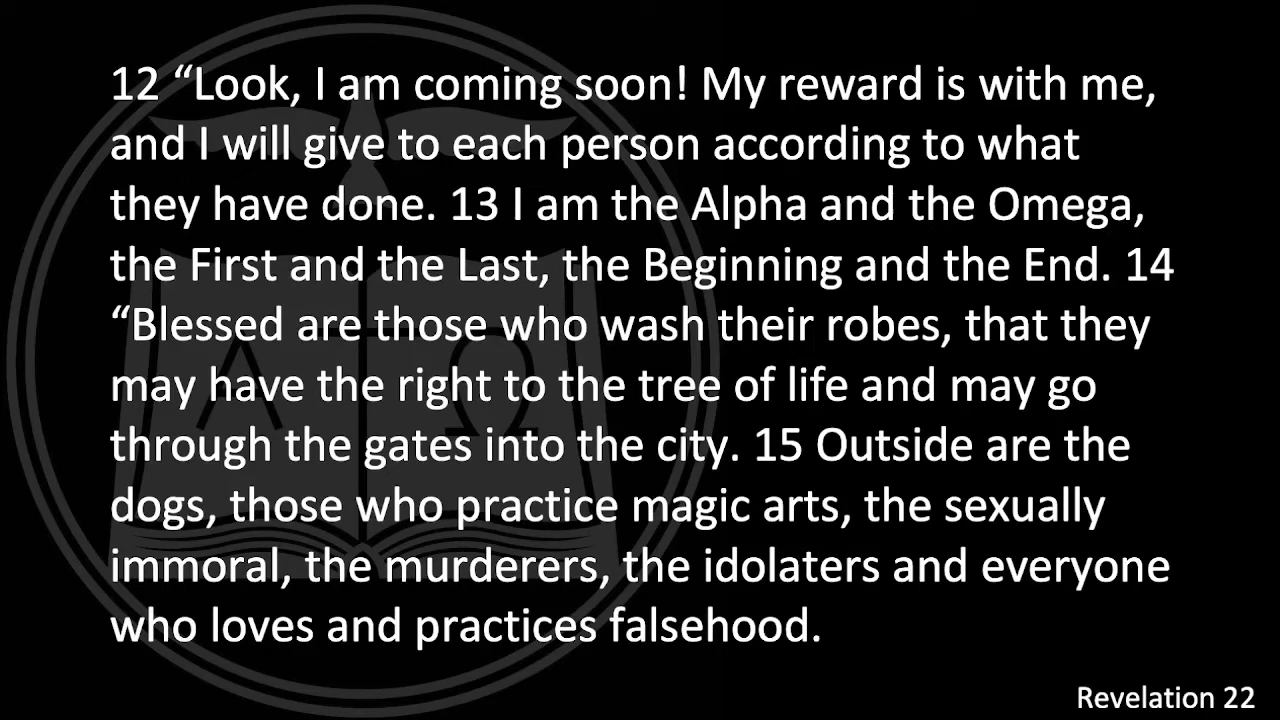 12 “Look, I am coming soon! My reward is with me,
and I will give to each person according to what
they have done. 13 I am the Alpha and the Omega,
the First and the Last, the Beginning and the End. 14
“Blessed are those who wash their robes, that they
may have the right to the tree of life and may go
through the gates into the city. 15 Outside are the
dogs, those who practice magic arts, the sexually
immoral, the murderers, the idolaters and everyone
who loves and practices falsehood.
Α Ω
Revelation 22